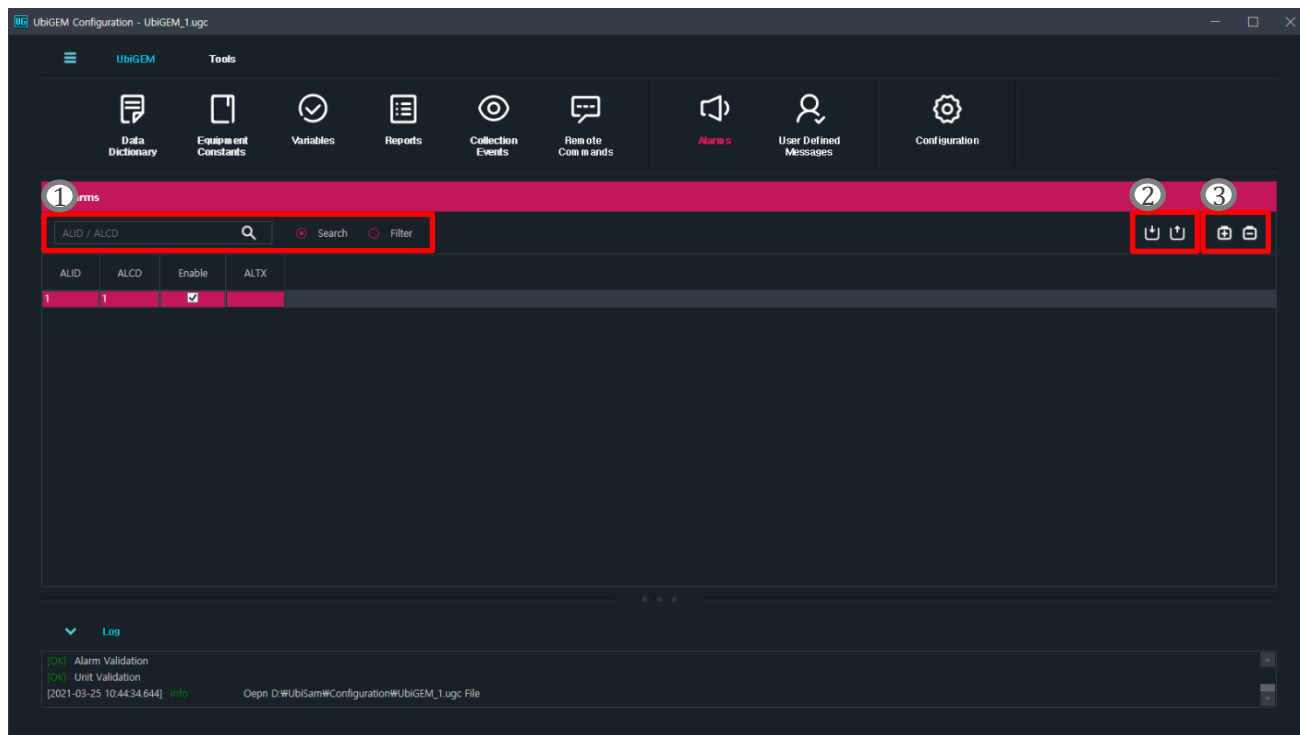 UG UbiGEM Configuration - UbiGEM_1.ugc
UbiGEM Tools
Data Dictionary
Equipment Constants
Variables
Reports
Collection Events
Remote Commands
Alarms
User Defined Messages
Configuration
1 rms 2 3
ALID / ALCD Search Filter
ALID ALCD Enable ALTX
1 1
Log
[OK] Alarm Validation
[OK] Unit Validation
[2021-03-25 10:44:34.644] Info Oepn D:₩UbiSam₩Configuration₩UbiGEM_1.ugc File